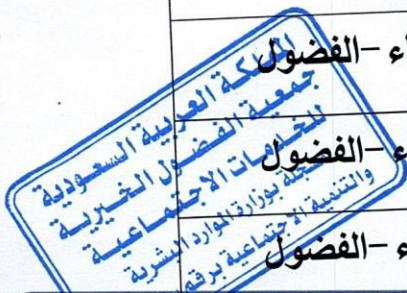 ء -الفضول
ء -الفضول
ء -الفضول
المملكة العربية السعودية
جمعية الفضول الخيرية
للخدمات الاجتماعية
مسجلة بوزارة الموارد البشرية
والتنمية الاجتماعية برقم